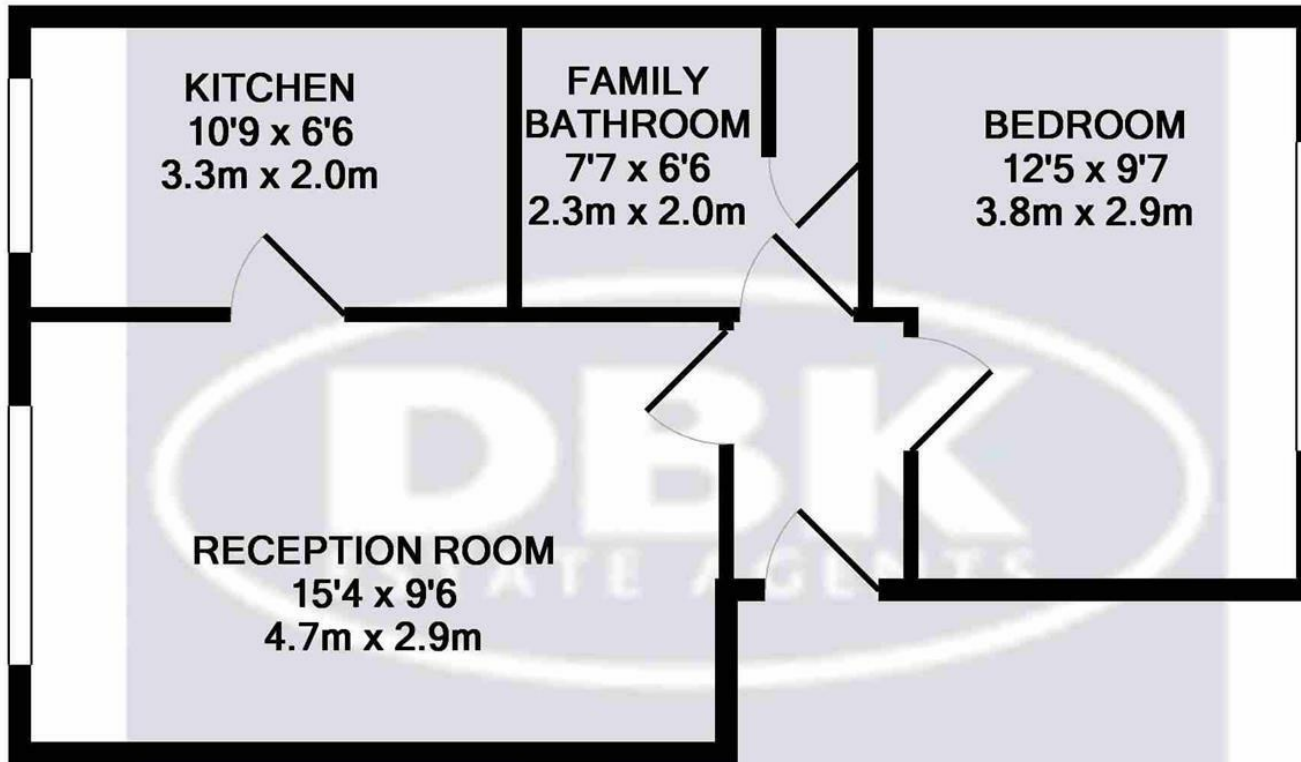 KITCHEN
10'9 x 6'6
3.3m x 2.0m
FAMILY
BATHROOM
7'7 x 6'6
2.3m x 2.0m
BEDROOM
12'5 x 9'7
3.8m x 2.9m
DBK
ESTATE AGENTS
RECEPTION ROOM
15'4 x 9'6
4.7m x 2.9m